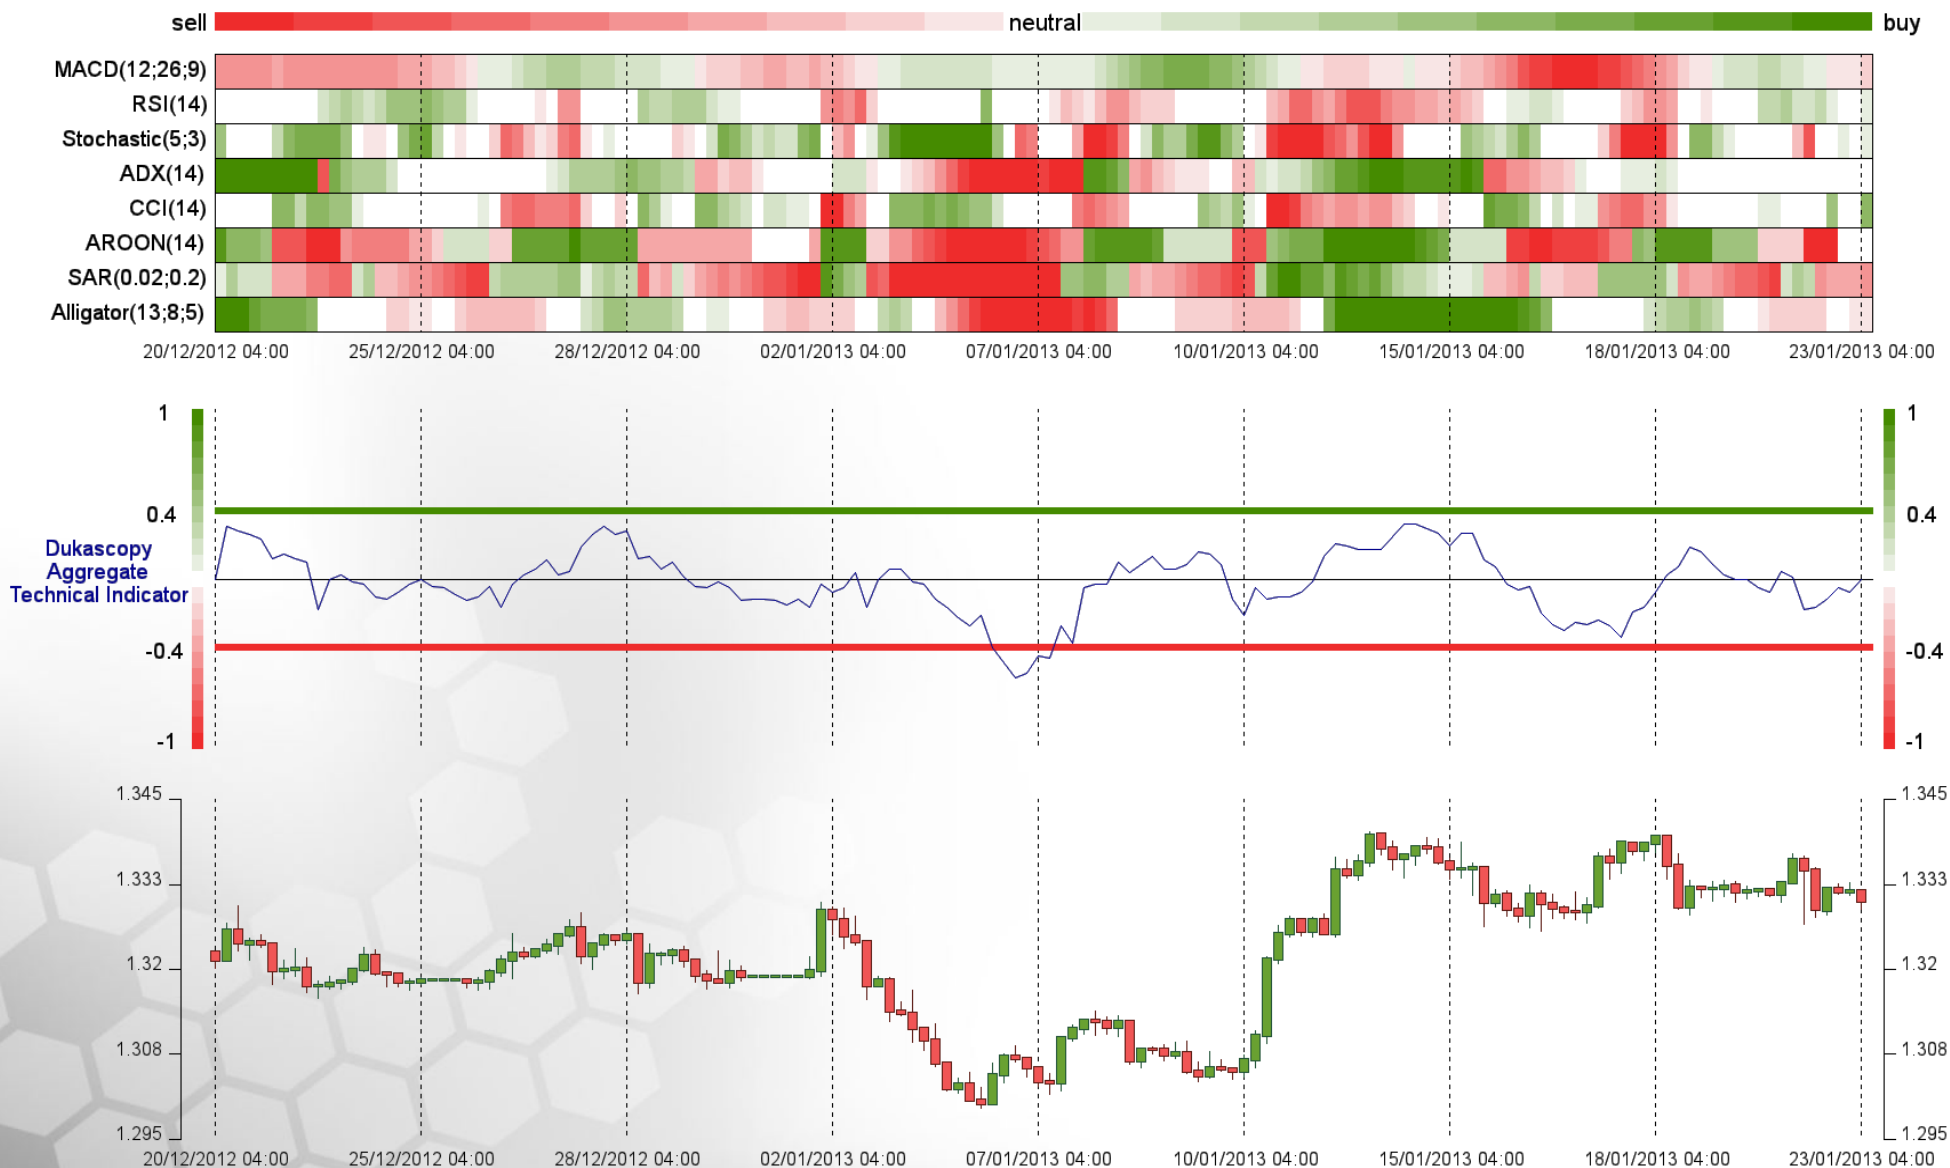 sell neutral buy
MACD(12;26;9)
RSI(14)
Stochastic(5;3)
ADX(14)
CCI(14)
AROON(14)
SAR(0.02;0.2)
Alligator(13;8;5)
20/12/2012 04:00 25/12/2012 04:00 28/12/2012 04:00 02/01/2013 04:00 07/01/2013 04:00 10/01/2013 04:00 15/01/2013 04:00 18/01/2013 04:00 23/01/2013 04:00
1 1
0.4 0.4
Dukascopy
Aggregate
Technical Indicator
-0.4 -0.4
-1 -1
1.345 1.345
1.333 1.333
1.32 1.32
1.308 1.308
1.295 1.295
20/12/2012 04:00 25/12/2012 04:00 28/12/2012 04:00 02/01/2013 04:00 07/01/2013 04:00 10/01/2013 04:00 15/01/2013 04:00 18/01/2013 04:00 23/01/2013 04:00